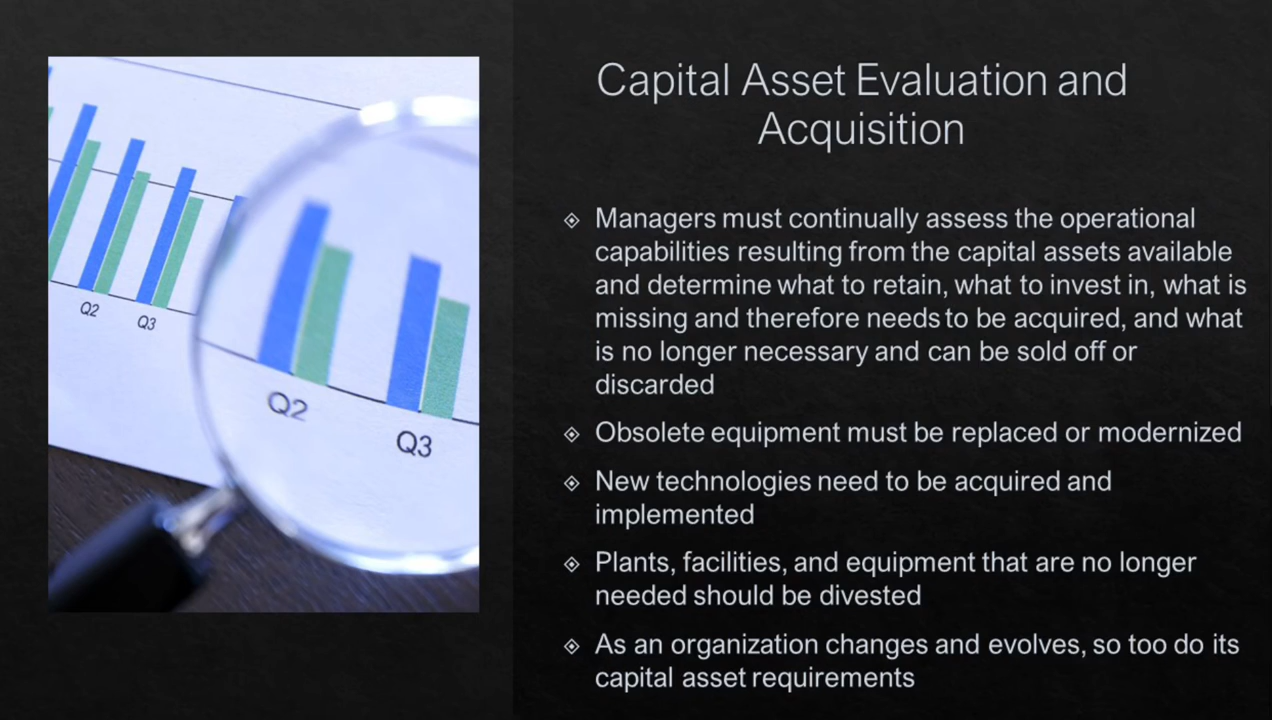 Capital Asset Evaluation and
Acquisition
Managers must continually assess the operational
capabilities resulting from the capital assets available
and determine what to retain, what to invest in, what is
missing and therefore needs to be acquired, and what
is no longer necessary and can be sold off or
discarded
Obsolete equipment must be replaced or modernized
New technologies need to be acquired and
implemented
Plants, facilities, and equipment that are no longer
needed should be divested
As an organization changes and evolves, so too do its
capital asset requirements
Q2
Q3
Q2
Q3